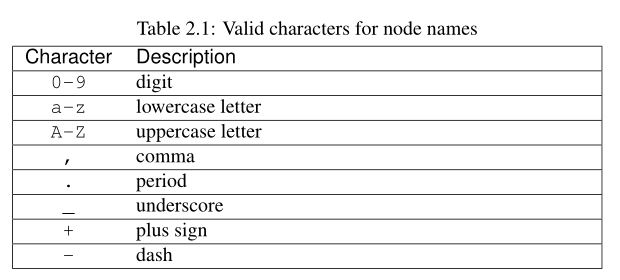 Table 2.1: Valid characters for node names
Character Description
0-9 digit
a-z lowercase letter
A-Z uppercase letter
, comma
. period
_ underscore
+ plus sign
- dash